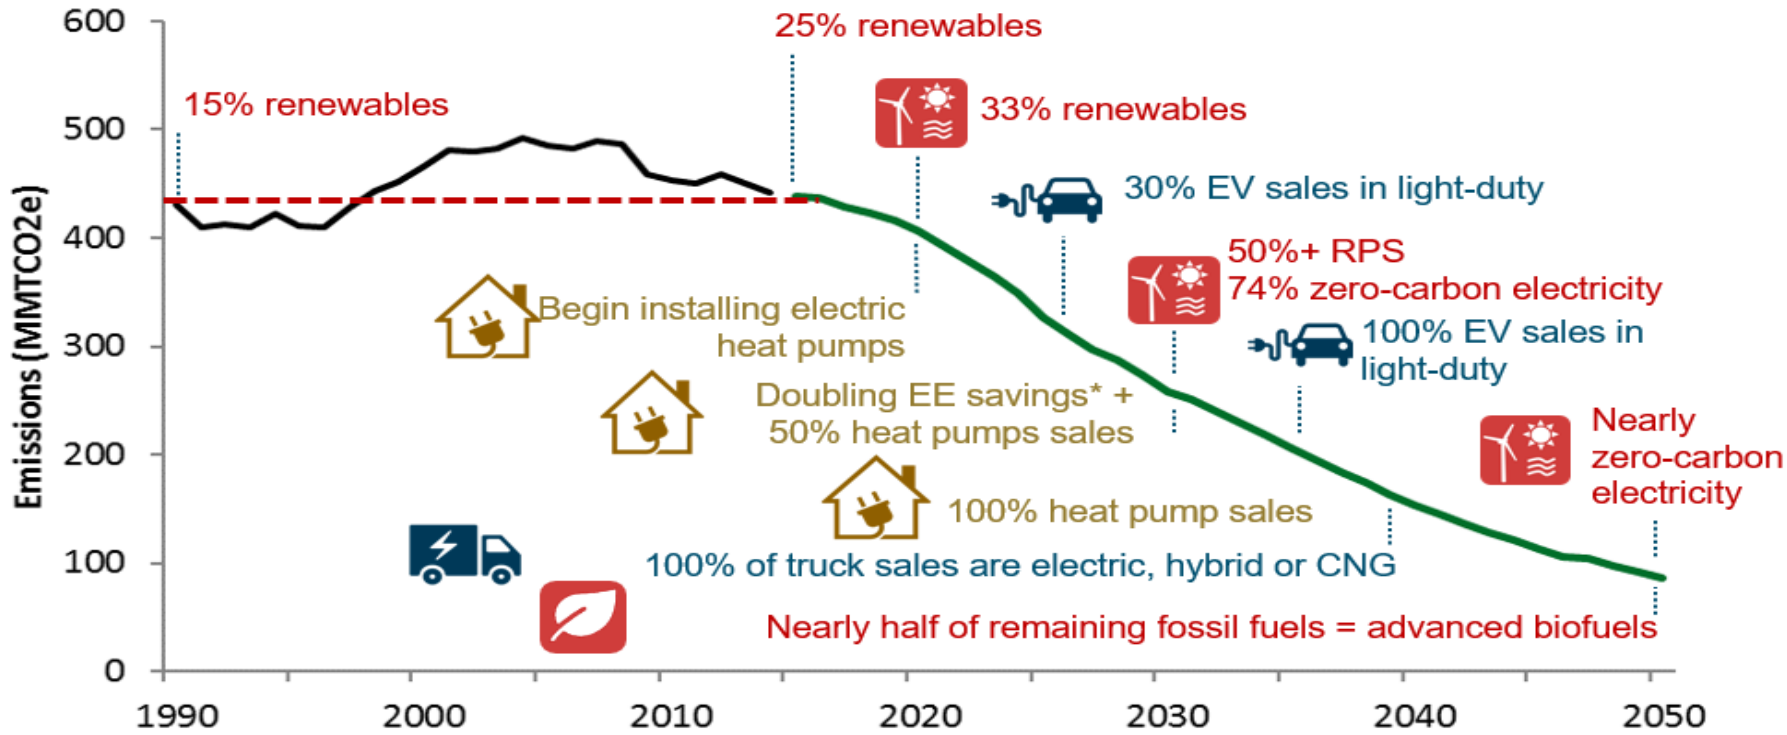 600
25% renewables
15% renewables
33% renewables
500
30% EV sales in light-duty
400
50%+ RPS
74% zero-carbon electricity
Begin installing electric
heat pumps
300
100% EV sales in
light-duty
Doubling EE savings* +
50% heat pumps sales
200
Nearly
zero-carbon
electricity
100% heat pump sales
100
100% of truck sales are electric, hybrid or CNG
Nearly half of remaining fossil fuels = advanced biofuels
0
Emissions (MMTCO2e)
1990 2000 2010 2020 2030 2040 2050